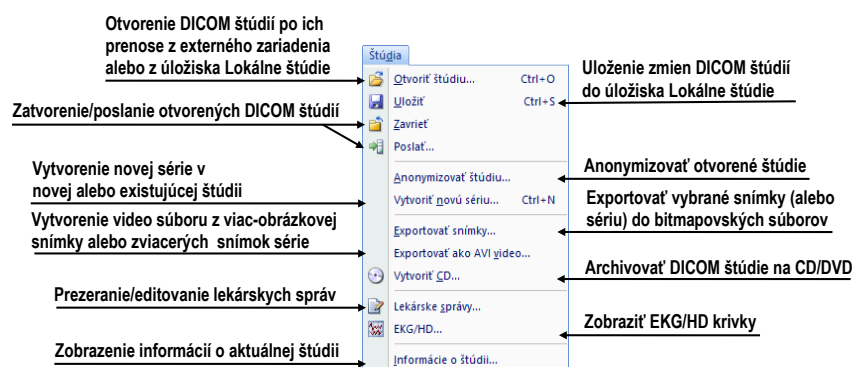 Otvorenie DICOM štúdií po ich
prenose z externého zariadenia
alebo z úložiska Lokálne štúdie
Zatvorenie/poslanie otvorených DICOM štúdií
Vytvorenie novej série v
novej alebo existujúcej štúdii
Vytvorenie video súboru z viac-obrázkovej
snímky alebo zviacerých snímok série
Prezeranie/editovanie lekárskych správ
Zobrazenie informácií o aktuálnej štúdii
Štúdia
Otvoriť štúdiu... Ctrl+O
Uložiť Ctrl+S
Zavrieť
Poslať...
Anonymizovať štúdiu...
Vytvoriť novú sériu... Ctrl+N
Exportovať snímky...
Exportovať ako AVI video...
Vytvoriť CD...
Lekárske správy...
EKG/HD...
Informácie o štúdii...
Uloženie zmien DICOM štúdií
do úložiska Lokálne štúdie
Anonymizovať otvorené štúdie
Exportovať vybrané snímky (alebo
sériu) do bitmapovských súborov
Archivovať DICOM štúdie na CD/DVD
Zobraziť EKG/HD krivky